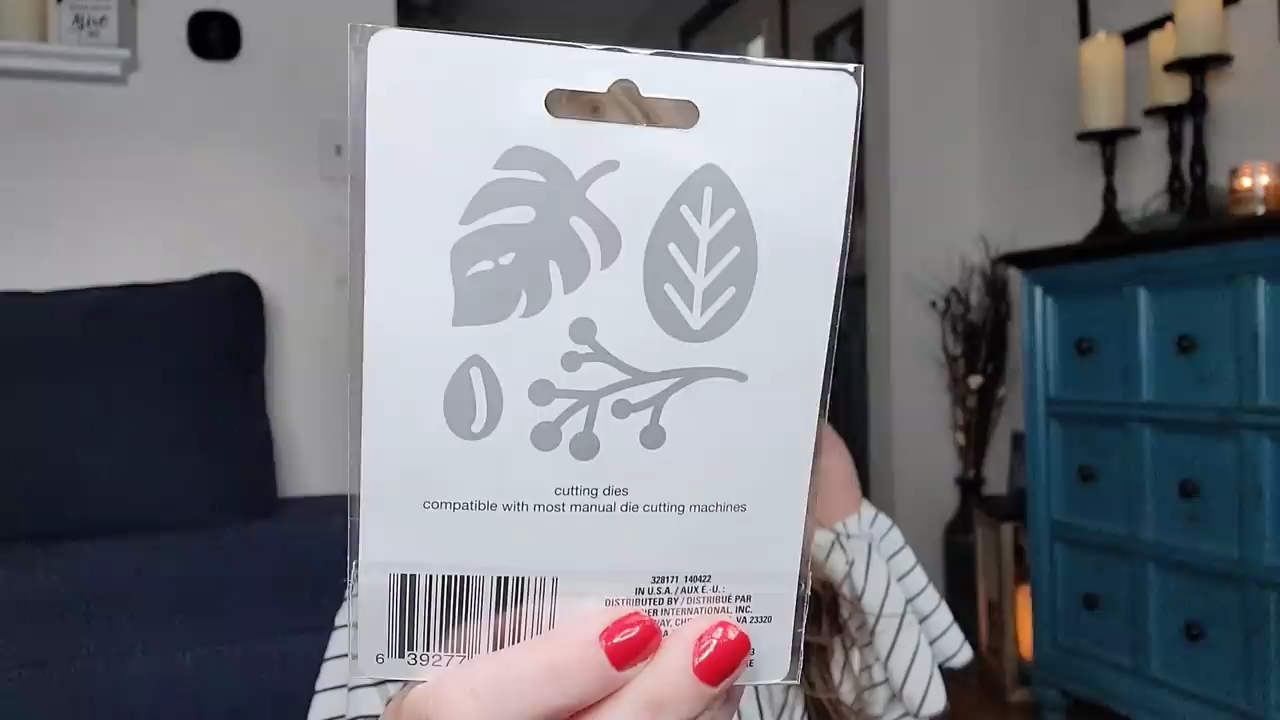 Alive
cutting dies
compatible with most manual die cutting machines
328171 140422
IN U.S.A. / AUX É.-U. :
DISTRIBUTED BY / DISTRIBUÉ PAR
INTERNATIONAL, INC.
VA 23320
6 39277